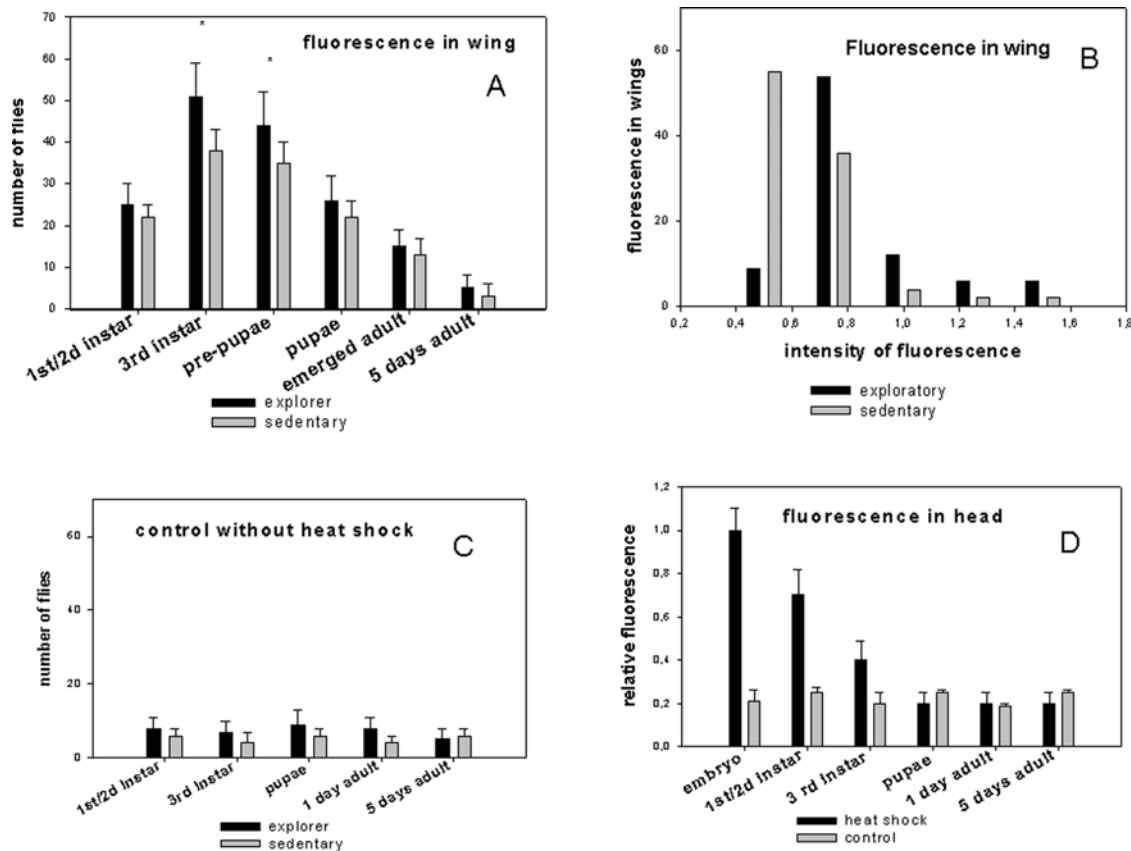 fluorescence in wing
A
*
*
number of flies
70
60
50
40
30
20
10
0
1st/2d instar
3rd instar
pre-pupae
pupae
emerged adult
5 days adult
explorer
sedentary
Fluorescence in wing
B
fluorescence in wings
60
40
20
0
0,2
0,4
0,6
0,8
1,0
1,2
1,4
1,6
1,8
intensity of fluorescence
exploratory
sedentary
control without heat shock
C
number of flies
60
40
20
0
1st/2d Instar
3rd Instar
pupae
1 day adult
5 days adult
explorer
sedentary
fluorescence in head
D
relative fluorescence
1,2
1,0
0,8
0,6
0,4
0,2
0,0
embryo
1st/2d Instar
3 rd Instar
pupae
1 day adult
5 days adult
heat shock
control